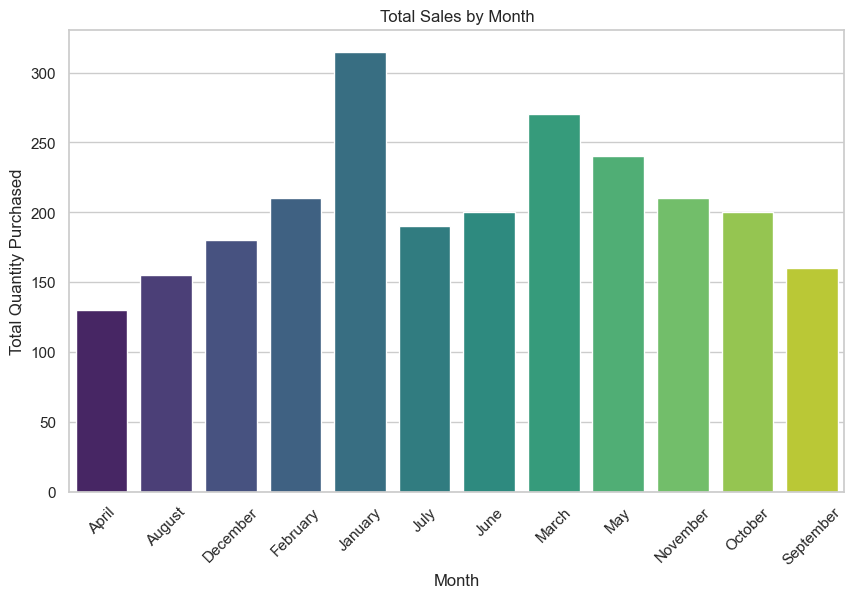 Total Sales by Month
Total Quantity Purchased
300
250
200
150
100
50
0
April
August
December
February
January
July
June
March
May
November
October
September
Month